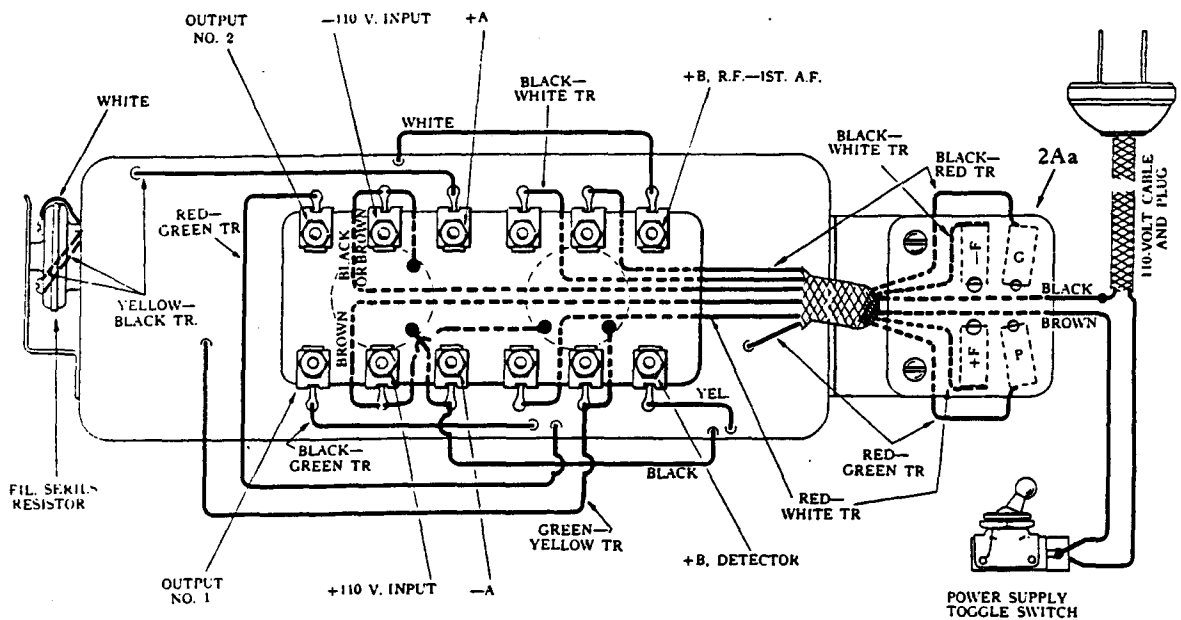 OUTPUT
NO. 2
—110 V. INPUT
+A
WHITE
BLACK—
WHITE TR
+B, R.F.—1ST. A.F.
WHITE
BLACK—
WHITE TR
BLACK—
RED TR
2Aa
110-VOLT CABLE
AND PLUG
RED—
GREEN TR
BLACK
OR BROWN
—F
G
YELLOW—
BLACK TR.
BLACK
BROWN
BROWN
+F
P
YEL.
BLACK—
GREEN TR
BLACK
RED—
GREEN TR
FIL. SERIES
RESISTOR
RED—
WHITE TR
GREEN—
YELLOW TR
+B, DETECTOR
OUTPUT
NO. 1
+110 V. INPUT
—A
POWER SUPPLY
TOGGLE SWITCH